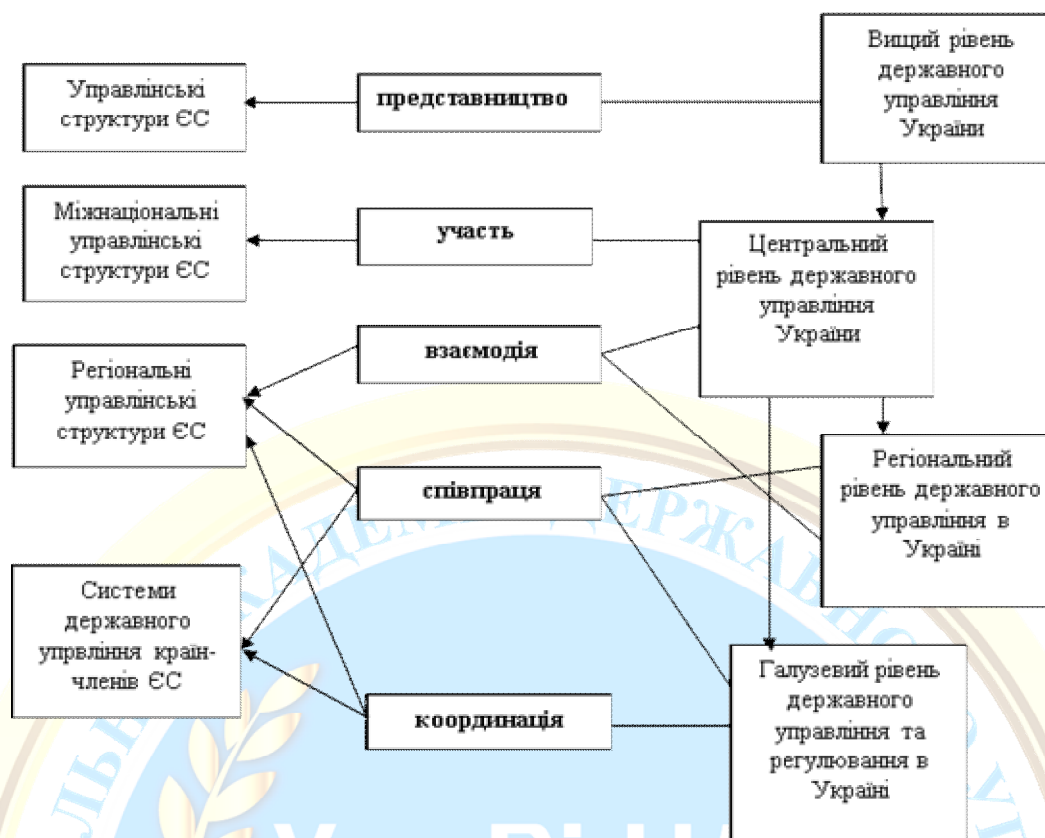 Управлінські
структури ЄС
представництво
Вищий рівень
державного
управління
України
Міжнаціональні
управлінські
структури ЄС
участь
Центральний
рівень державного
управління
України
взаємодія
Регіональні
управлінські
структури ЄС
співпраця
Регіональний
рівень державного
управління в
Україні
Системи
державного
упрвління країн-
членів ЄС
координація
Галузевий рівень
державного
управління та
регулювання в
Україні